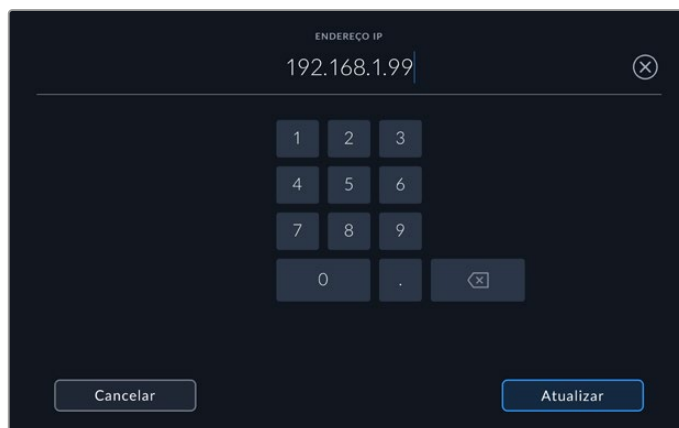 ENDEREÇO IP
192.168.1.99
1 2 3
4 5 6
7 8 9
0 .
Cancelar Atualizar